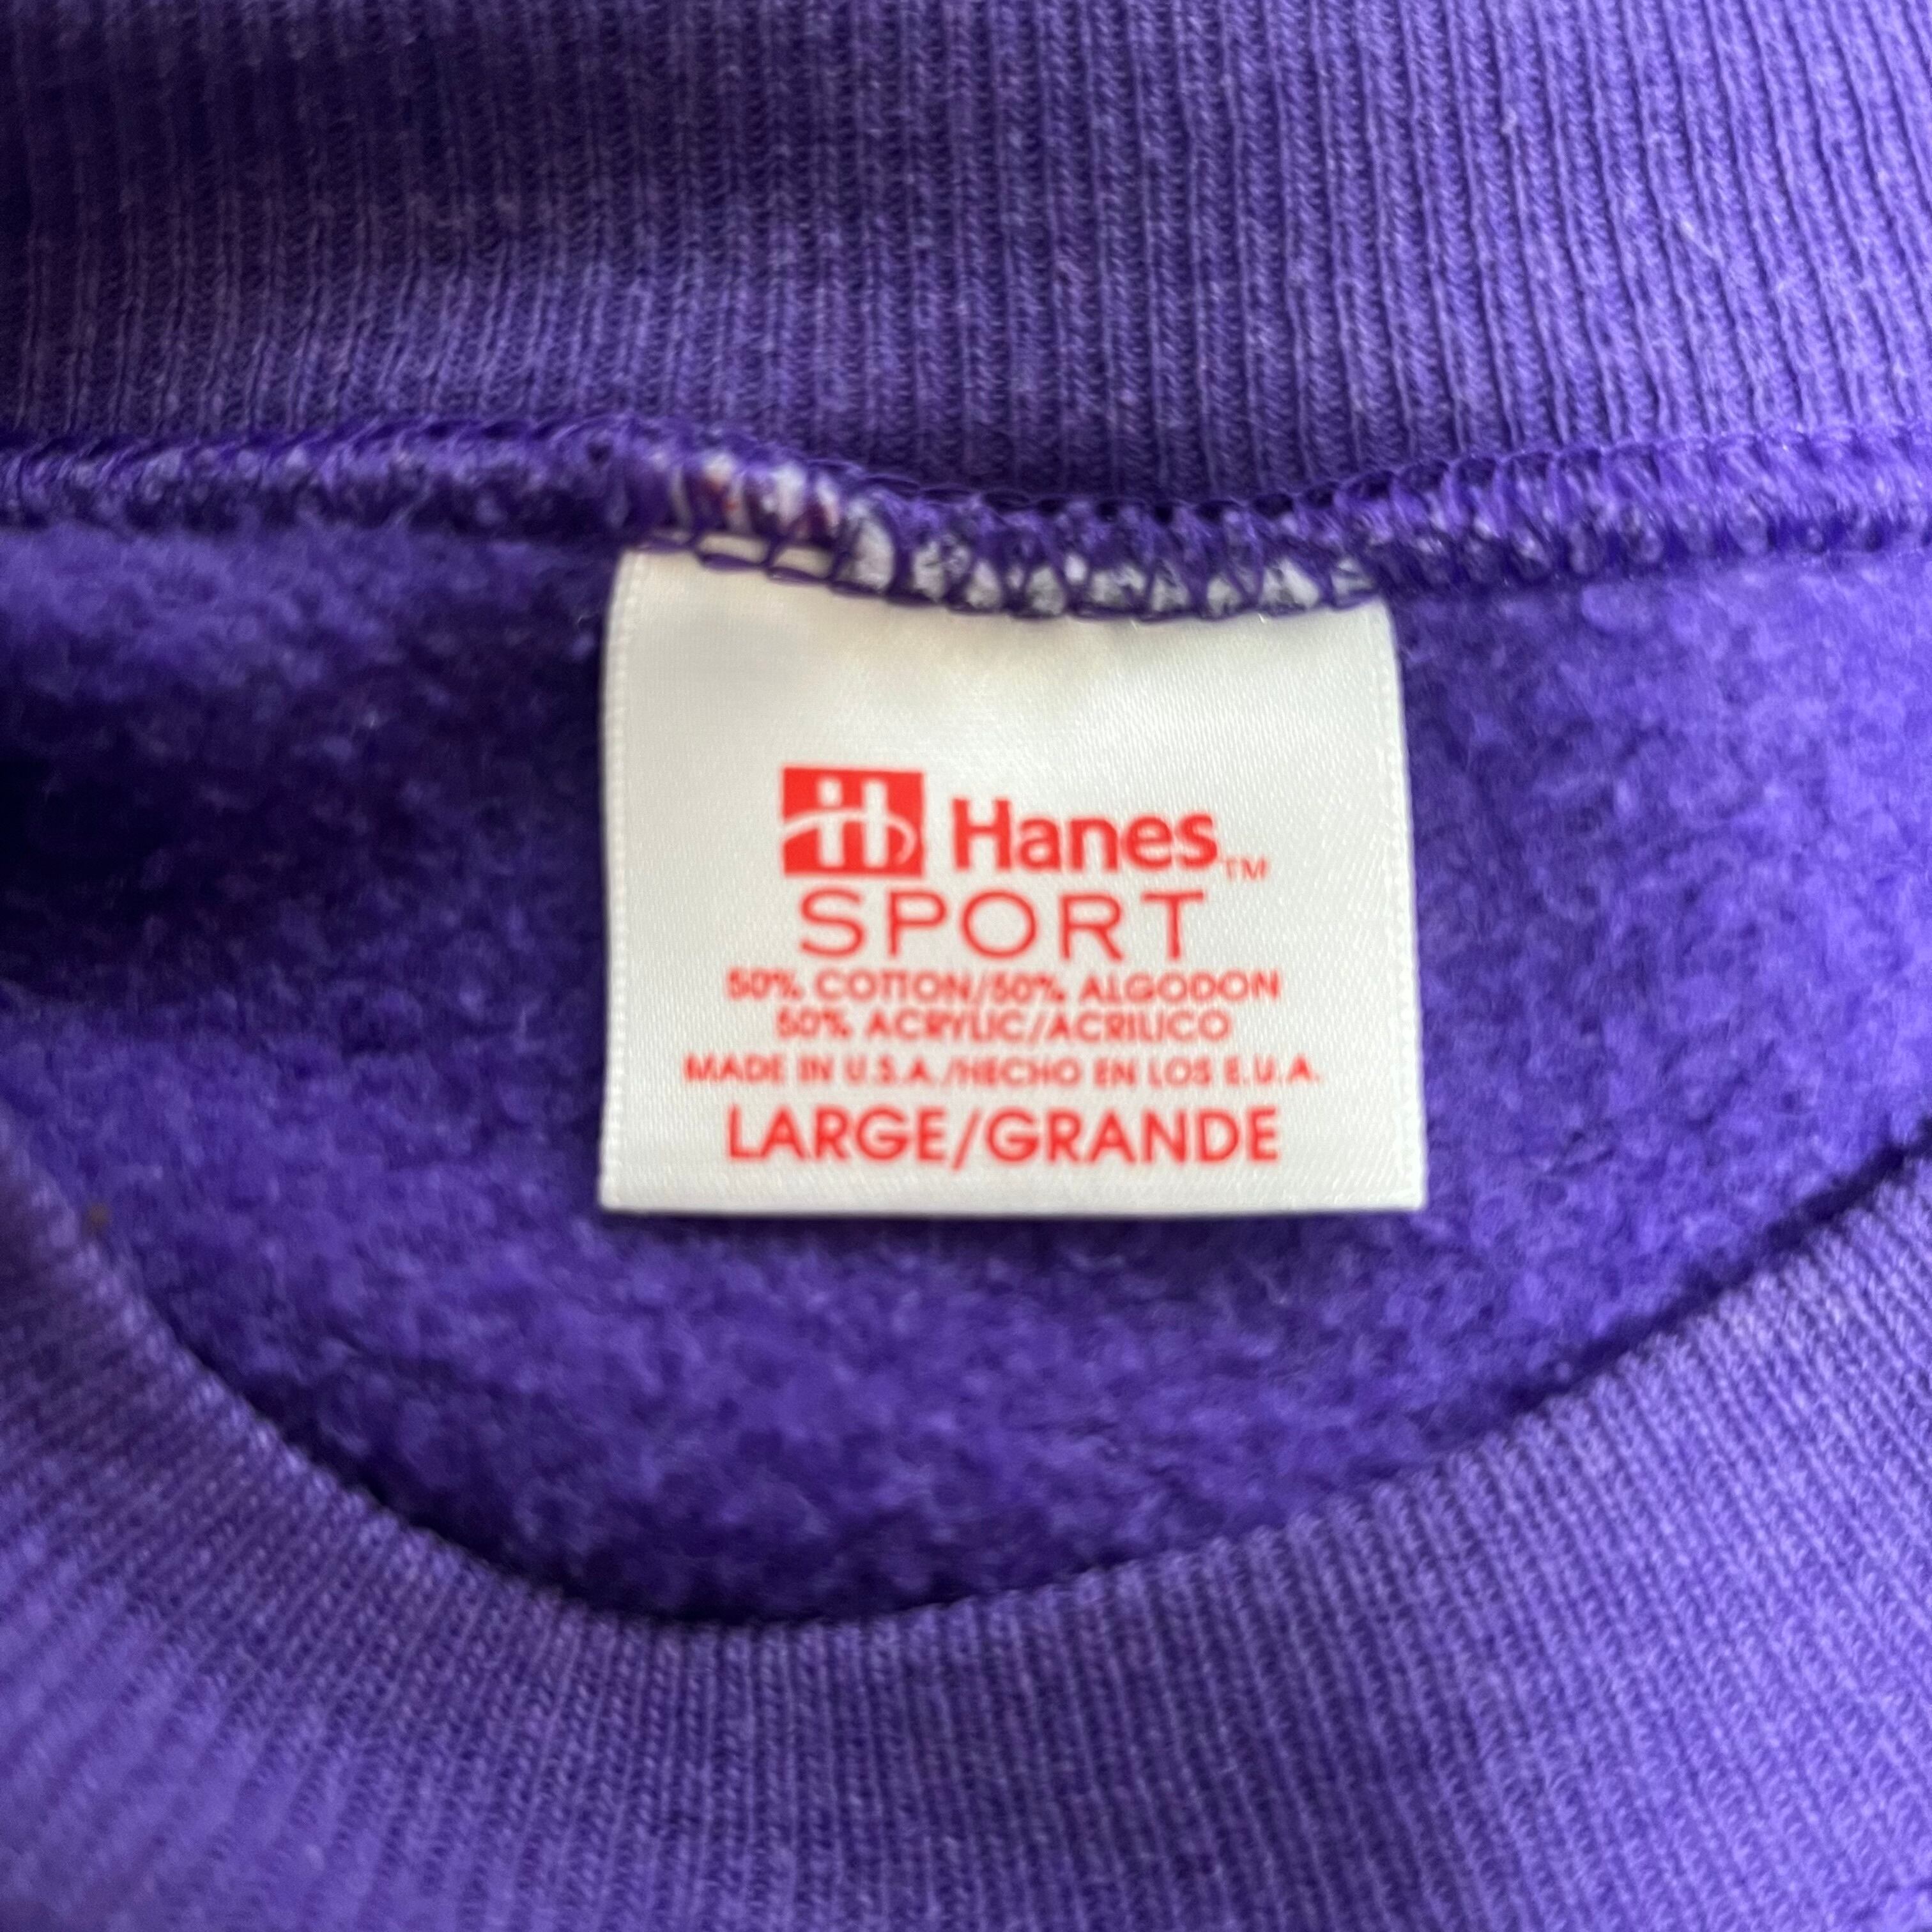 H Hanes™
SPORT
50% COTTON/50% ALGODON
50% ACRYLIC/ACRILICO
MADE IN U.S.A./HECHO EN LOS E.U.A.
LARGE/GRANDE